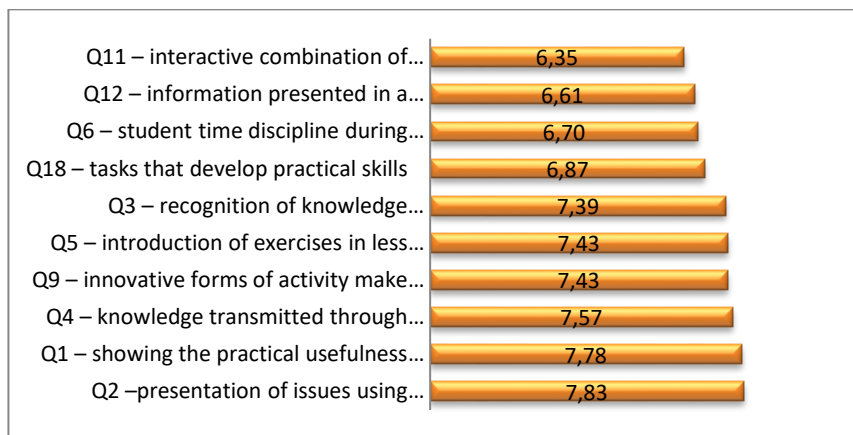 Q11 – interactive combination of... 6,35
Q12 – information presented in a... 6,61
Q6 – student time discipline during... 6,70
Q18 – tasks that develop practical skills 6,87
Q3 – recognition of knowledge... 7,39
Q5 – introduction of exercises in less... 7,43
Q9 – innovative forms of activity make... 7,43
Q4 – knowledge transmitted through... 7,57
Q1 – showing the practical usefulness... 7,78
Q2 –presentation of issues using... 7,83